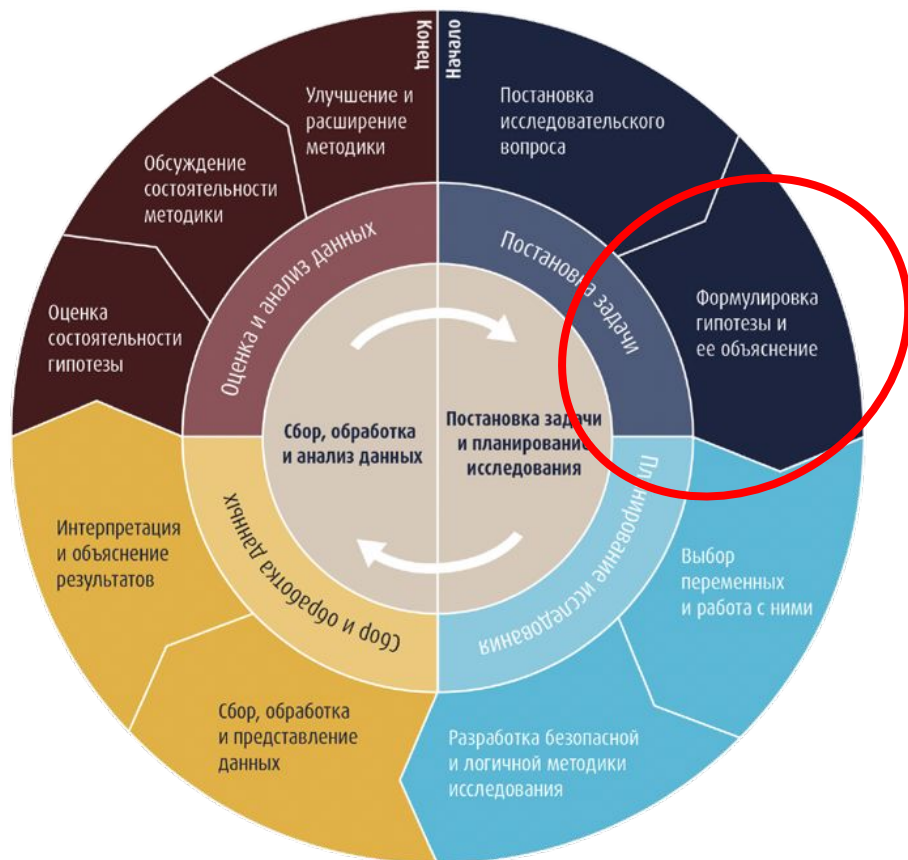 Конец
Начало
Постановка
исследовательского
вопроса
Формулировка
гипотезы и
ее объяснение
Выбор
переменных
и работа с ними
Разработка безопасной
и логичной методики
исследования
Сбор, обработка
и представление
данных
Интерпретация
и объяснение
результатов
Оценка
состоятельности
гипотезы
Обсуждение
состоятельности
методики
Улучшение и
расширение
методики
Постановка задачи
Планирование исследования
Сбор и обработка данных
Оценка и анализ данных
Сбор, обработка
и анализ данных
Постановка задачи
и планирование
исследования